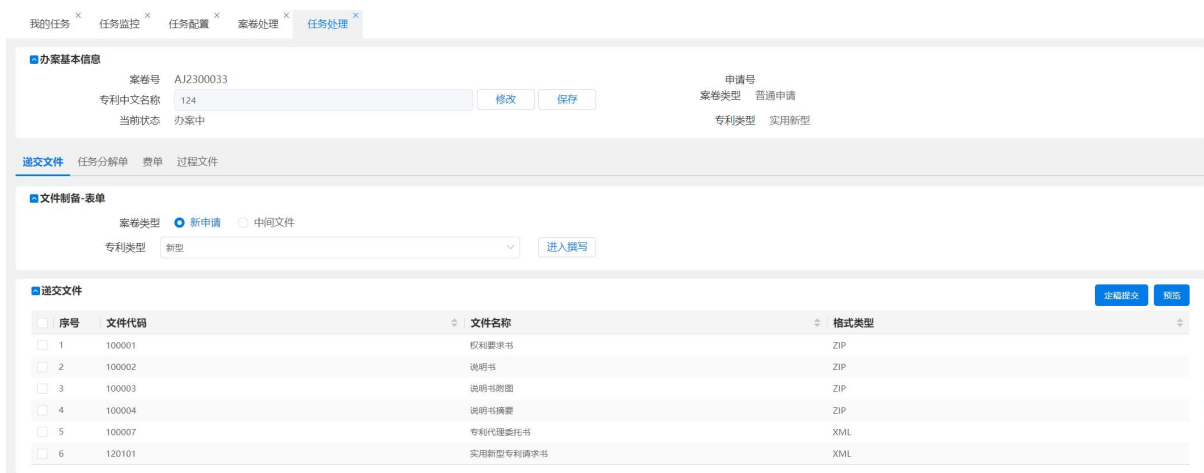 我的任务 × 任务监控 × 任务配置 × 案卷处理 × 任务处理 ×
办案基本信息
案卷号 AJ2300033 申请号
专利中文名称 124 修改 保存 案卷类型 普通申请
当前状态 办案中 专利类型 实用新型
递交文件 任务分解单 费单 过程文件
文件制备-表单
案卷类型 新申请 中间文件
专利类型 新型 进入撰写
递交文件 定稿提交 预览
序号 文件代码 文件名称 格式类型
1 100001 权利要求书 ZIP
2 100002 说明书 ZIP
3 100003 说明书附图 ZIP
4 100004 说明书摘要 ZIP
5 100007 专利代理委托书 XML
6 120101 实用新型专利请求书 XML